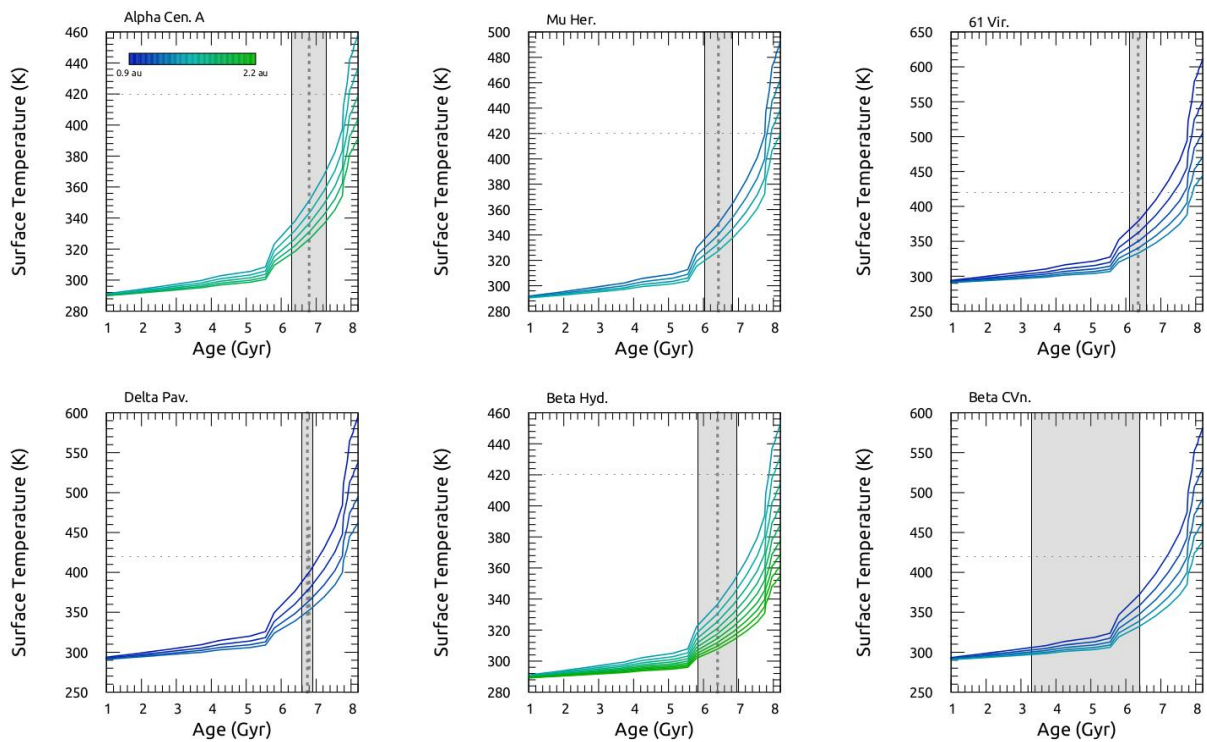 Alpha Cen. A
Surface Temperature (K)
460
440
420
400
380
360
340
320
300
280
0.9 au
2.2 au
1 2 3 4 5 6 7 8
Age (Gyr)
Mu Her.
Surface Temperature (K)
500
480
460
440
420
400
380
360
340
320
300
280
1 2 3 4 5 6 7 8
Age (Gyr)
61 Vir.
Surface Temperature (K)
650
600
550
500
450
400
350
300
250
1 2 3 4 5 6 7 8
Age (Gyr)
Delta Pav.
Surface Temperature (K)
600
550
500
450
400
350
300
250
1 2 3 4 5 6 7 8
Age (Gyr)
Beta Hyd.
Surface Temperature (K)
460
440
420
400
380
360
340
320
300
280
1 2 3 4 5 6 7 8
Age (Gyr)
Beta CVn.
Surface Temperature (K)
600
550
500
450
400
350
300
250
1 2 3 4 5 6 7 8
Age (Gyr)